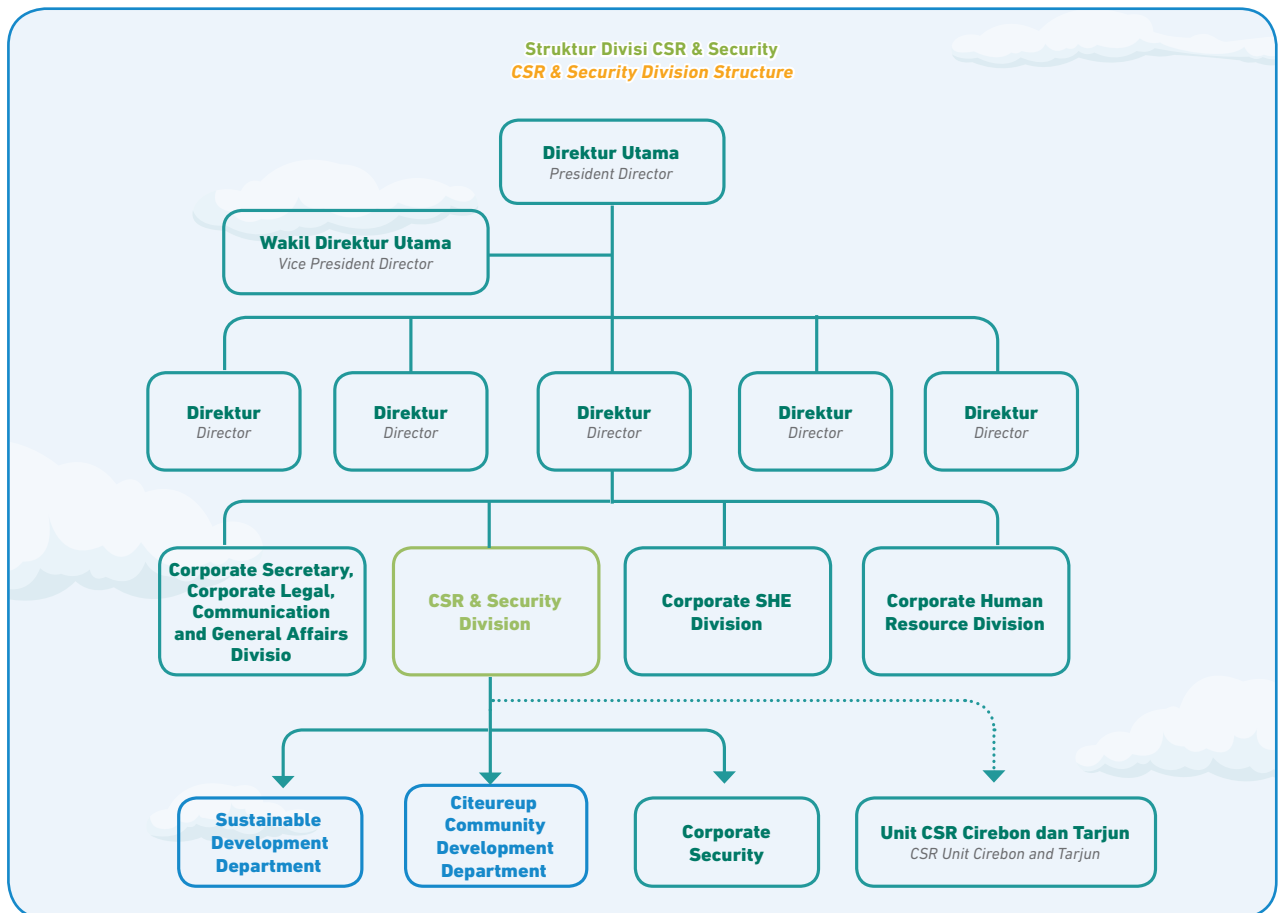 Struktur Divisi CSR & Security
CSR & Security Division Structure
Direktur Utama
President Director
Wakil Direktur Utama
Vice President Director
Direktur
Director
Direktur
Director
Direktur
Director
Direktur
Director
Direktur
Director
Corporate Secretary,
Corporate Legal,
Communication
and General Affairs
Divisio
CSR & Security
Division
Corporate SHE
Division
Corporate Human
Resource Division
Sustainable
Development
Department
Citeureup
Community
Development
Department
Corporate
Security
Unit CSR Cirebon dan Tarjun
CSR Unit Cirebon and Tarjun